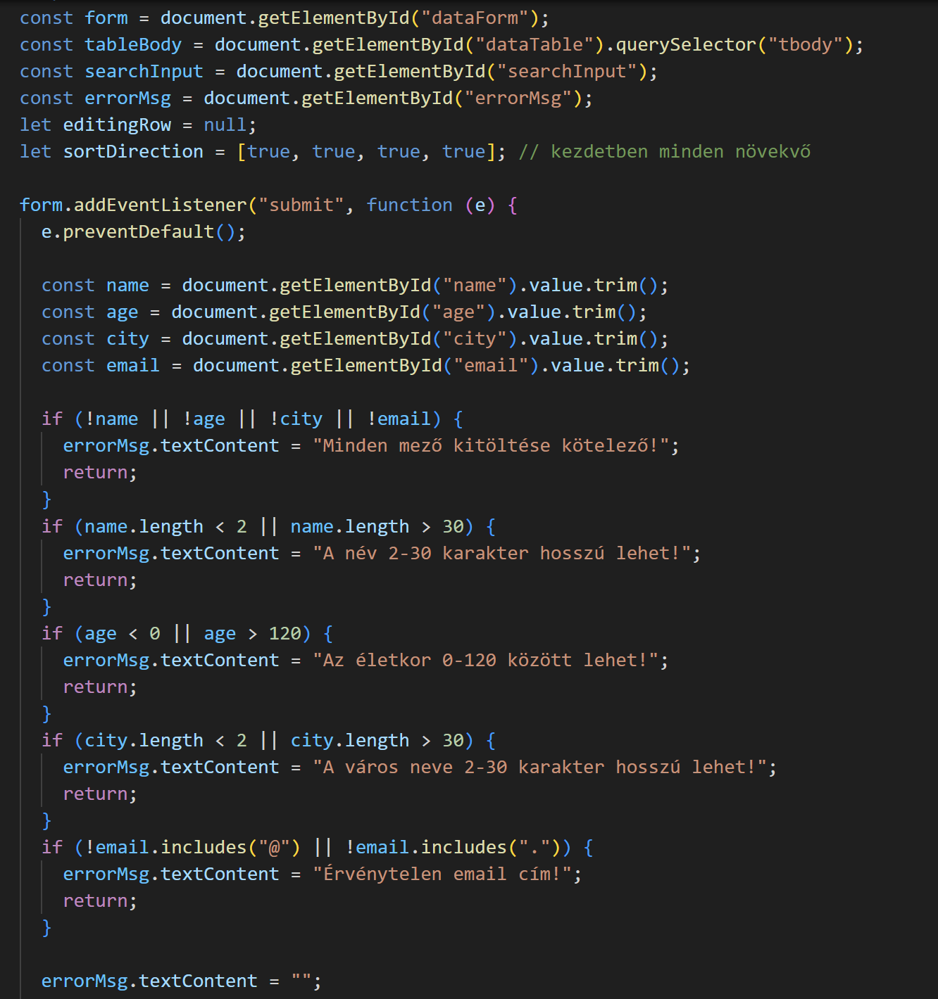 const form = document.getElementById("dataForm");
const tableBody = document.getElementById("dataTable").querySelector("tbody");
const searchInput = document.getElementById("searchInput");
const errorMsg = document.getElementById("errorMsg");
let editingRow = null;
let sortDirection = [true, true, true, true]; // kezdetben minden növekvő

form.addEventListener("submit", function (e) {
  e.preventDefault();

  const name = document.getElementById("name").value.trim();
  const age = document.getElementById("age").value.trim();
  const city = document.getElementById("city").value.trim();
  const email = document.getElementById("email").value.trim();

  if (!name || !age || !city || !email) {
    errorMsg.textContent = "Minden mező kitöltése kötelező!";
    return;
  }
  if (name.length < 2 || name.length > 30) {
    errorMsg.textContent = "A név 2-30 karakter hosszú lehet!";
    return;
  }
  if (age < 0 || age > 120) {
    errorMsg.textContent = "Az életkor 0-120 között lehet!";
    return;
  }
  if (city.length < 2 || city.length > 30) {
    errorMsg.textContent = "A város neve 2-30 karakter hosszú lehet!";
    return;
  }
  if (!email.includes("@") || !email.includes(".")) {
    errorMsg.textContent = "Érvénytelen email cím!";
    return;
  }

  errorMsg.textContent = "";